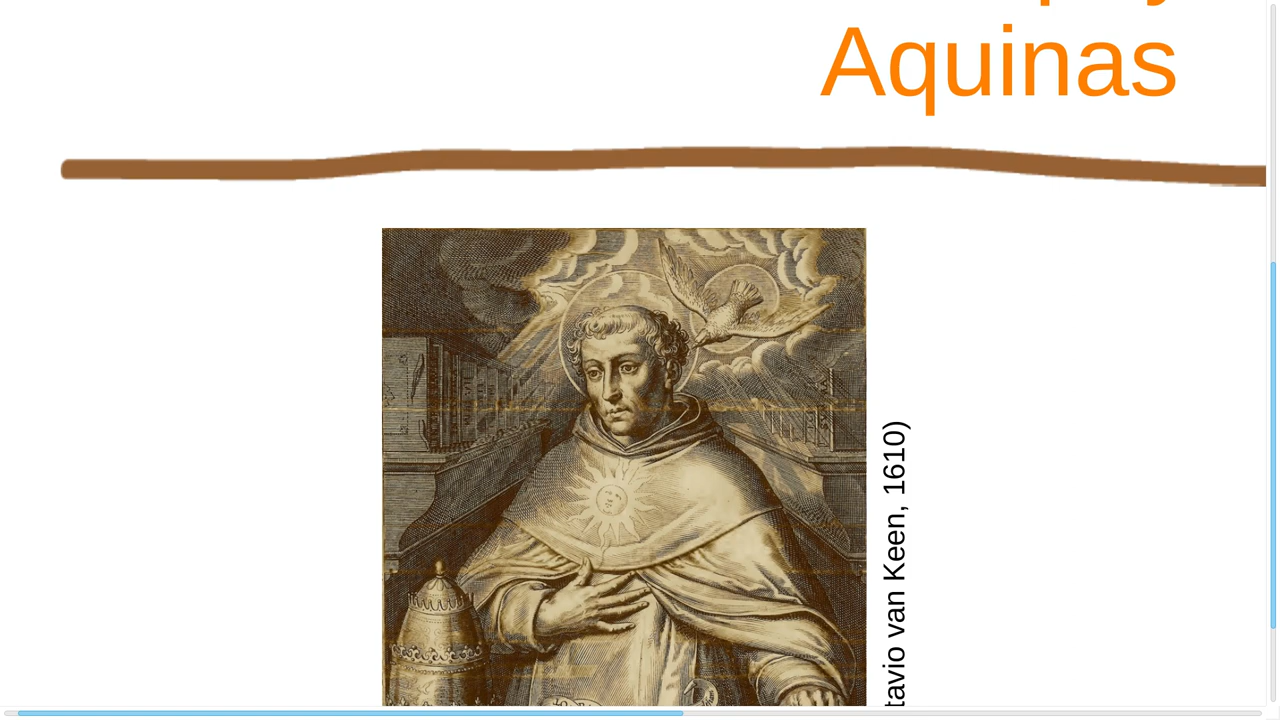 Aquinas
tavio van Keen, 1610)